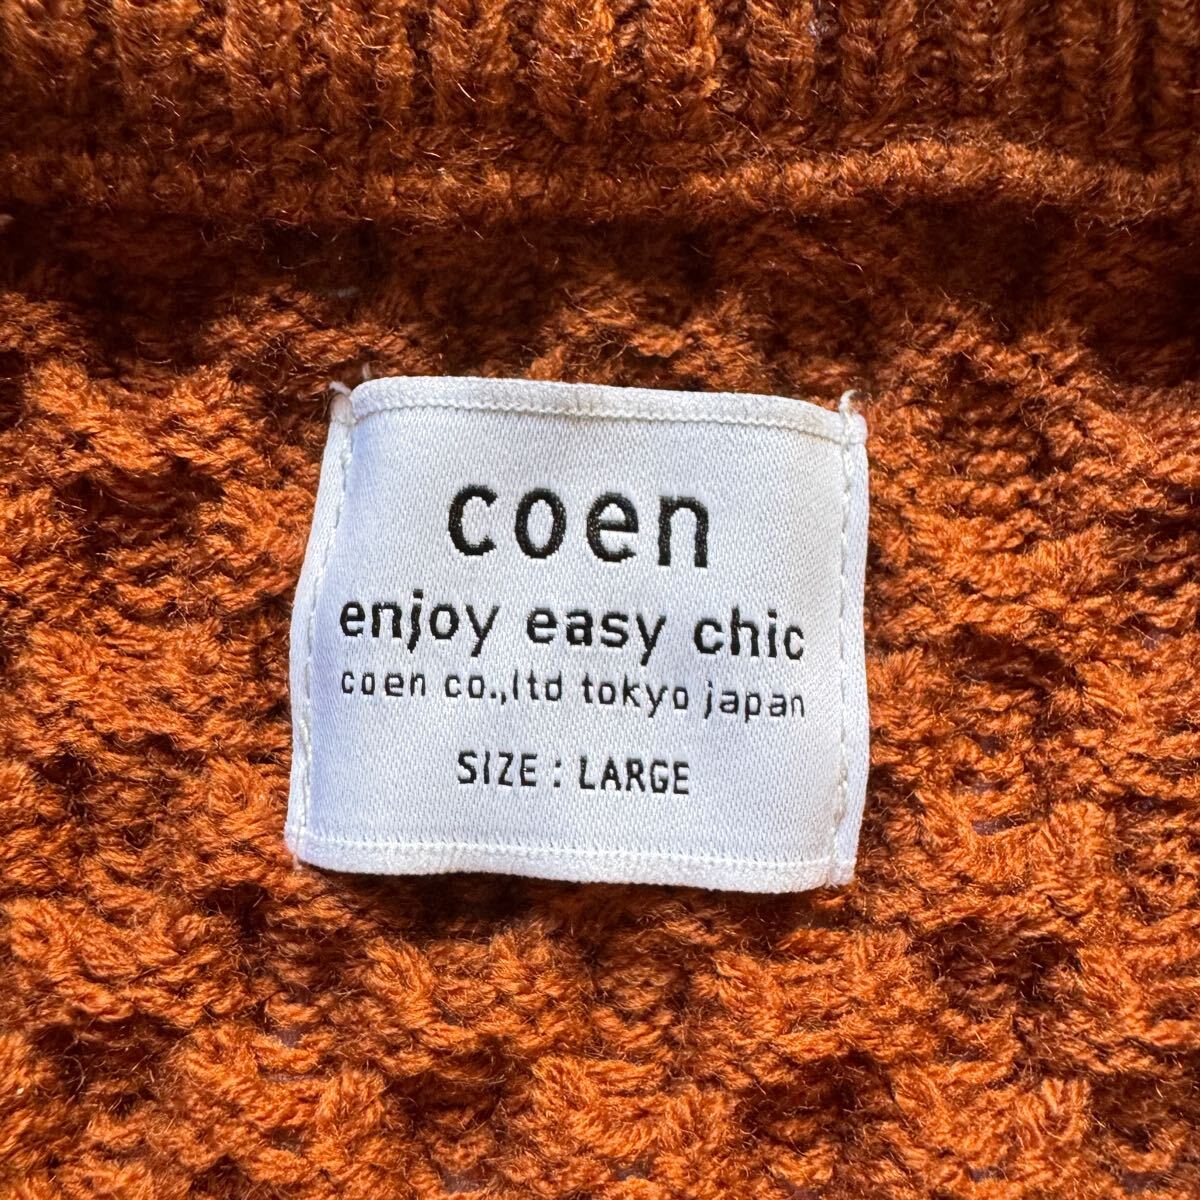 coen
enjoy easy chic
coen co.,ltd tokyo japan
SIZE : LARGE